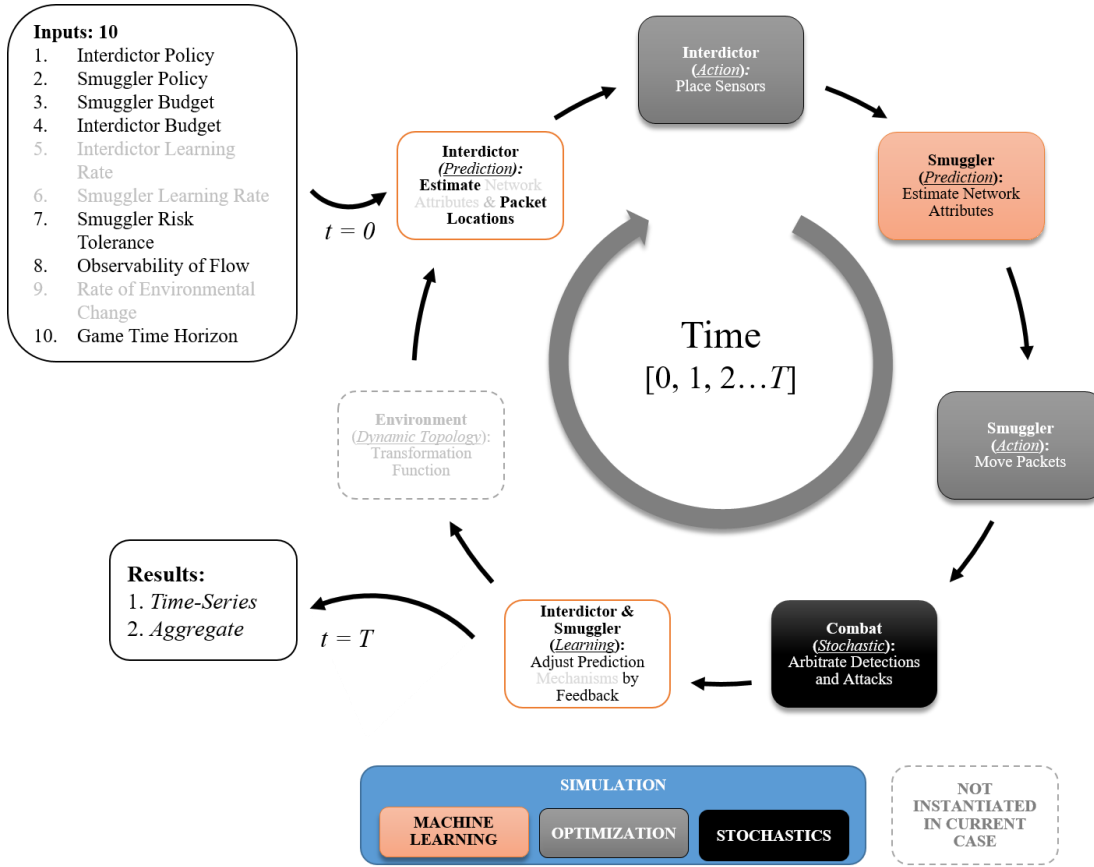 Inputs: 10
1. Interdictor Policy
2. Smuggler Policy
3. Smuggler Budget
4. Interdictor Budget
5. Interdictor Learning
Rate
6. Smuggler Learning Rate
7. Smuggler Risk
Tolerance
8. Observability of Flow
9. Rate of Environmental
Change
10. Game Time Horizon
t = 0
Interdictor
(Prediction):
Estimate Network
Attributes & Packet
Locations
Interdictor
(Action):
Place Sensors
Smuggler
(Prediction):
Estimate Network
Attributes
Time
[0, 1, 2…T]
Smuggler
(Action):
Move Packets
Environment
(Dynamic Topology):
Transformation
Function
Combat
(Stochastic):
Arbitrate Detections
and Attacks
Interdictor &
Smuggler
(Learning):
Adjust Prediction
Mechanisms by
Feedback
t = T
Results:
1. Time-Series
2. Aggregate
SIMULATION
MACHINE
LEARNING
OPTIMIZATION
STOCHASTICS
NOT
INSTANTIATED
IN CURRENT
CASE